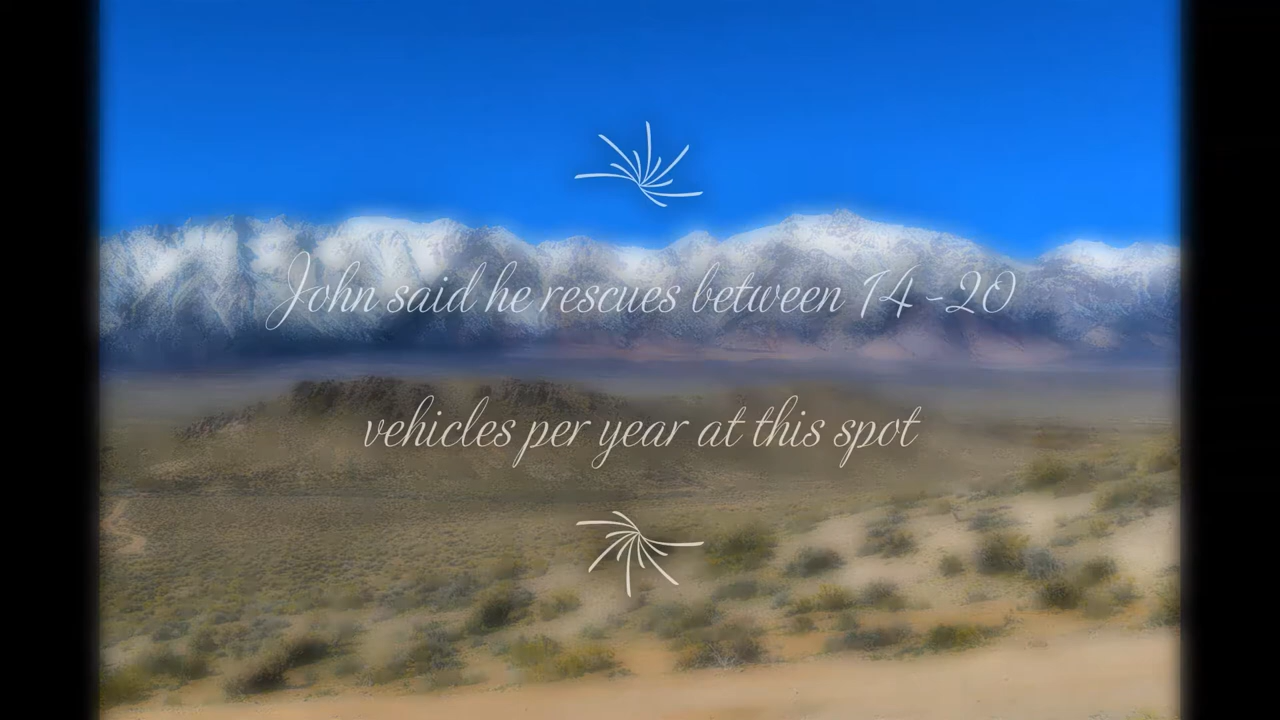 John said he rescues between 14-20
vehicles per year at this spot